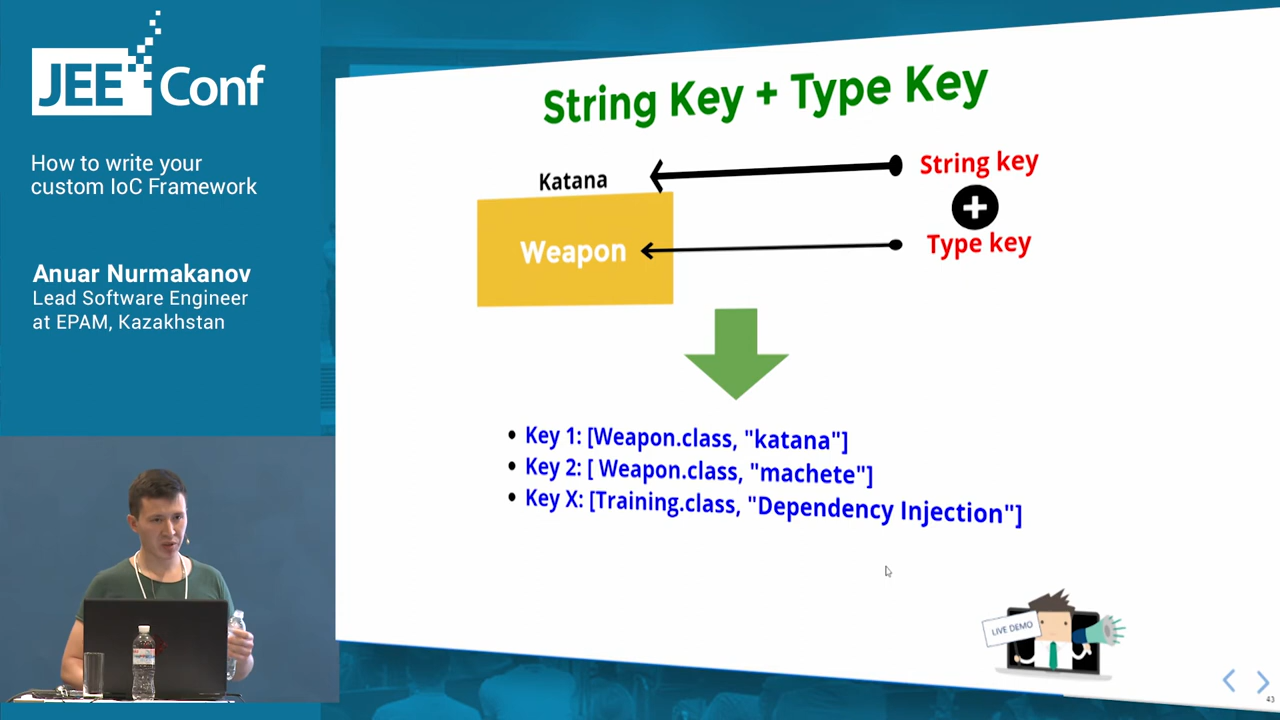 JEE Conf
How to write your
custom IoC Framework
Anuar Nurmakanov
Lead Software Engineer
at EPAM, Kazakhstan
String Key + Type Key
Katana
String key
+
Weapon
Type key
• Key 1: [Weapon.class, "katana"]
• Key 2: [ Weapon.class, "machete"]
• Key X: [Training.class, "Dependency Injection"]
LIVE DEMO
43